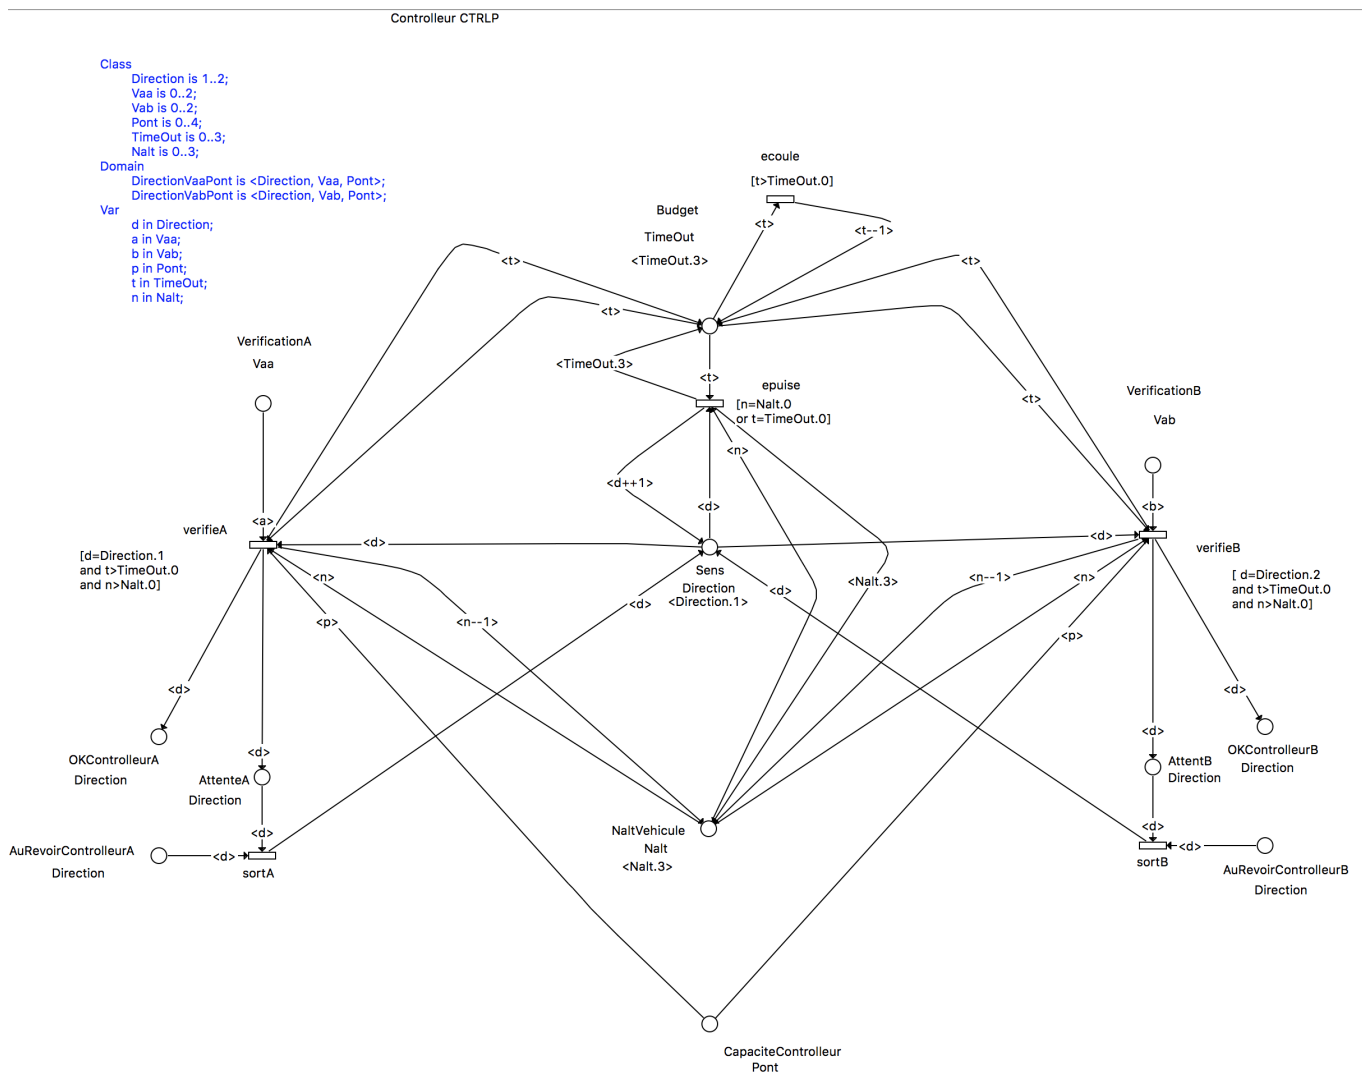 Controlleur CTRLP
Class
Direction is 1..2;
Vaa is 0..2;
Vab is 0..2;
Pont is 0..4;
TimeOut is 0..3;
Nalt is 0..3;
Domain
DirectionVaaPont is <Direction, Vaa, Pont>;
DirectionVabPont is <Direction, Vab, Pont>;
Var
d in Direction;
a in Vaa;
b in Vab;
p in Pont;
t in TimeOut;
n in Nalt;
ecoule
[t>TimeOut.0]
Budget
TimeOut
<TimeOut.3>
<t>
<t--1>
<t>
<t>
<t>
<t>
<TimeOut.3>
<t>
epuise
[n=Nalt.0
or t=TimeOut.0]
VerificationA
Vaa
VerificationB
Vab
<n>
<d++1>
<d>
<a>
<b>
verifieA
[d=Direction.1
and t>TimeOut.0
and n>Nalt.0]
<d>
<d>
verifieB
[ d=Direction.2
and t>TimeOut.0
and n>Nalt.0]
Sens
Direction
<Direction.1>
<n>
<p>
<n--1>
<d>
<d>
<Nalt.3>
<n--1>
<n>
<p>
<d>
<d>
OKControlleurA
Direction
<d>
AttenteA
Direction
<d>
AttentB
Direction
OKControlleurB
Direction
<d>
<d>
NaltVehicule
Nalt
<Nalt.3>
AuRevoirControlleurA
Direction
<d>
sortA
<d>
sortB
AuRevoirControlleurB
Direction
CapaciteControlleur
Pont